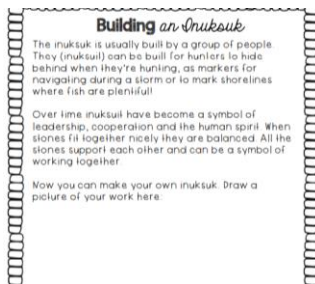 Building an Inuksuk
The inuksuk is usually built by a group of people.
They (inuksuit) can be built for hunters to hide
behind when they're hunting, as markers for
navigating during a storm or to mark shorelines
where fish are plentiful!
Over time inuksuit have become a symbol of
leadership, cooperation and the human spirit. When
stones fit together nicely they are balanced. All the
stones support each other and can be a symbol of
working together.
Now you can make your own inuksuk. Draw a
picture of your work here: